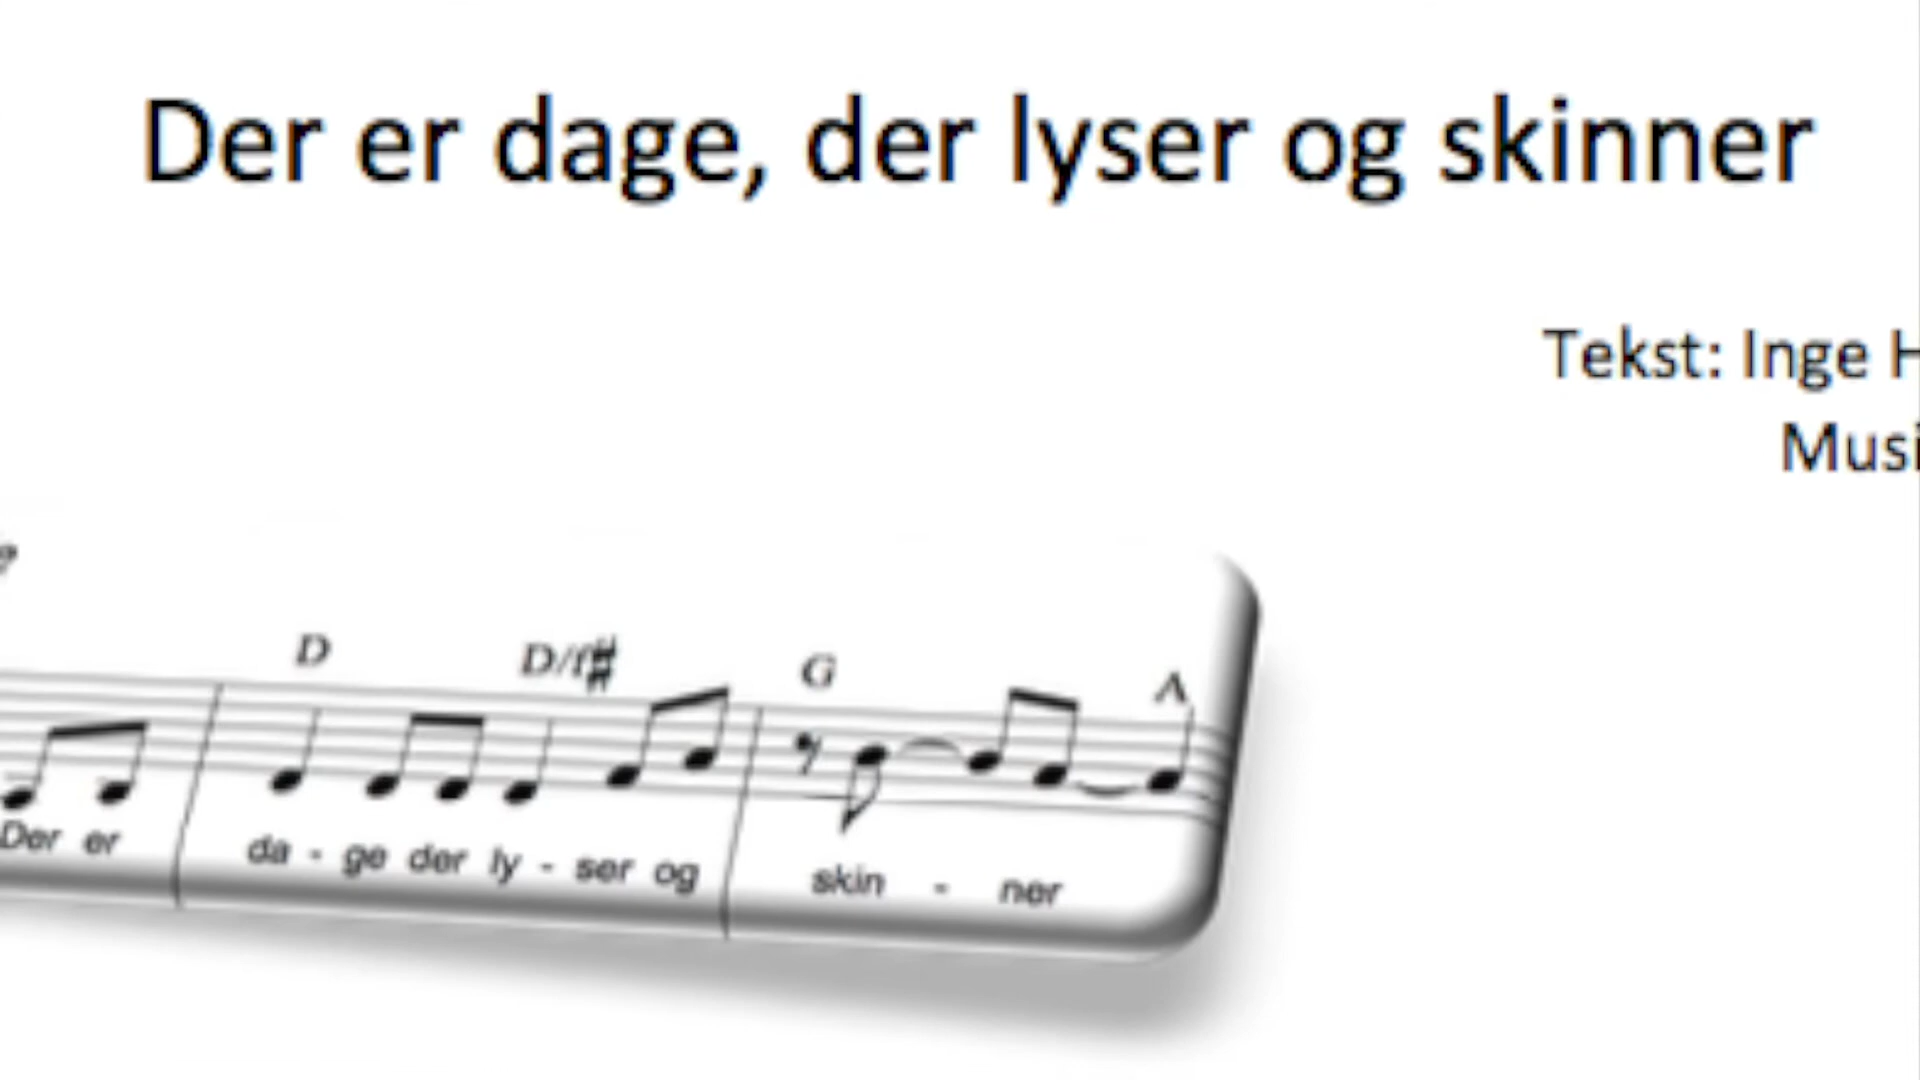 Der er dage, der lyser og skinner
Tekst: Inge H
Musi
D D/f# G A
Der er da - ge der ly - ser og skin - ner